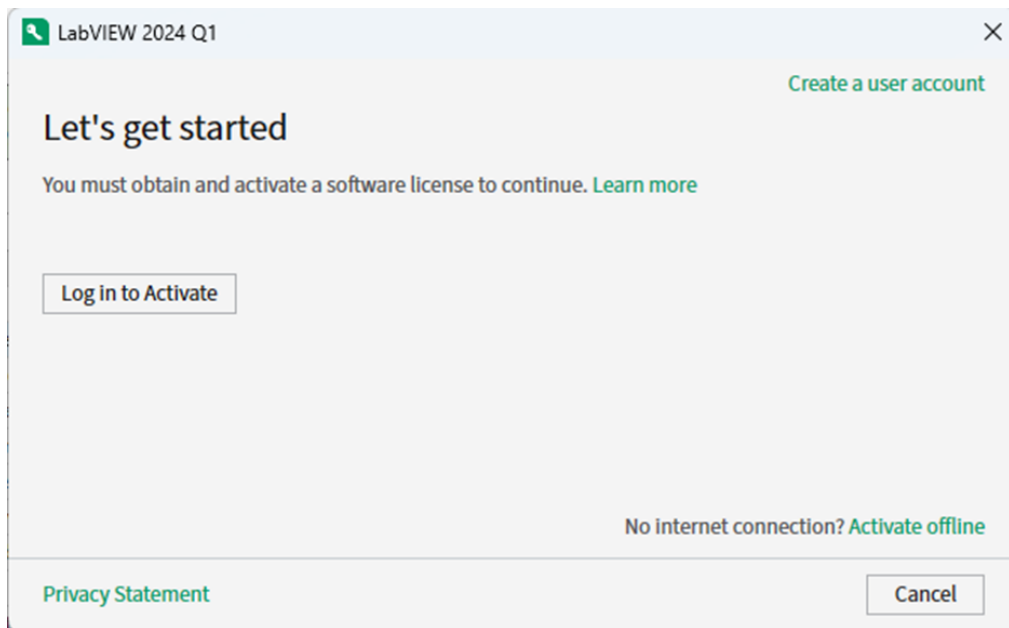 LabVIEW 2024 Q1
Create a user account
Let's get started
You must obtain and activate a software license to continue. Learn more
Log in to Activate
No internet connection? Activate offline
Privacy Statement
Cancel